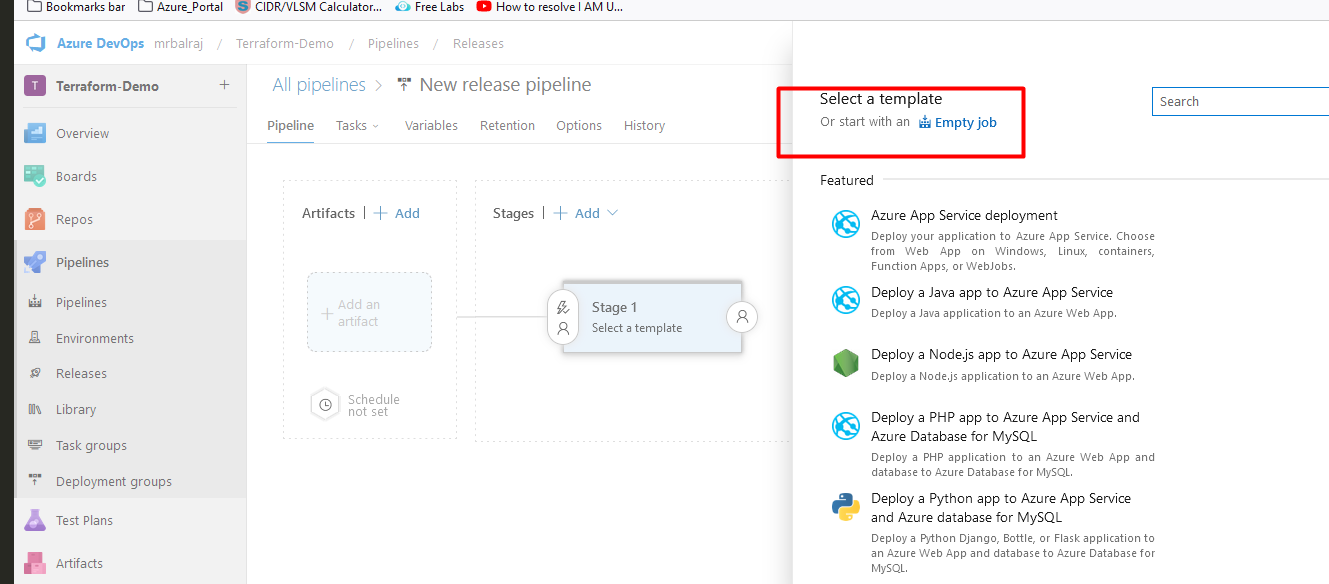 Bookmarks bar Azure_Portal S CIDR/VLSM Calculator... Free Labs How to resolve I AM U...
Azure DevOps mrbalraj / Terraform-Demo / Pipelines / Releases
T Terraform-Demo +
Overview
Boards
Repos
Pipelines
Pipelines
Environments
Releases
Library
Task groups
Deployment groups
Test Plans
Artifacts
All pipelines > New release pipeline
Pipeline Tasks Variables Retention Options History
Artifacts | + Add
+ Add an
artifact
Schedule
not set
Stages | + Add
Stage 1
Select a template
Select a template
Or start with an Empty job
Search
Featured
Azure App Service deployment
Deploy your application to Azure App Service. Choose
from Web App on Windows, Linux, containers,
Function Apps, or WebJobs.
Deploy a Java app to Azure App Service
Deploy a Java application to an Azure Web App.
Deploy a Node.js app to Azure App Service
Deploy a Node.js application to an Azure Web App.
Deploy a PHP app to Azure App Service and
Azure Database for MySQL
Deploy a PHP application to an Azure Web App and
database to Azure Database for MySQL.
Deploy a Python app to Azure App Service
and Azure database for MySQL
Deploy a Python Django, Bottle, or Flask application to
an Azure Web App and database to Azure Database for
MySQL.